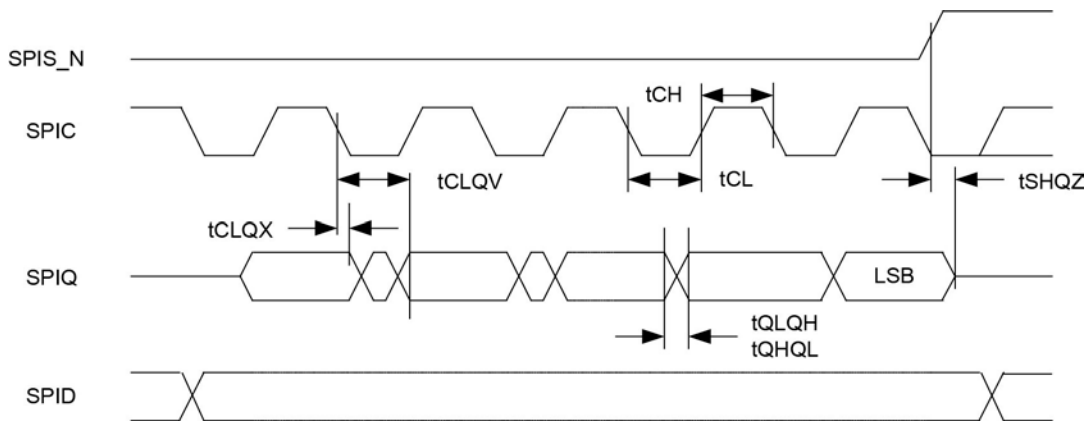 SPIS_N
tCH
SPIC
tCLQV
tCL
tSHQZ
tCLQX
SPIQ
LSB
tQLQH
tQHQL
SPID